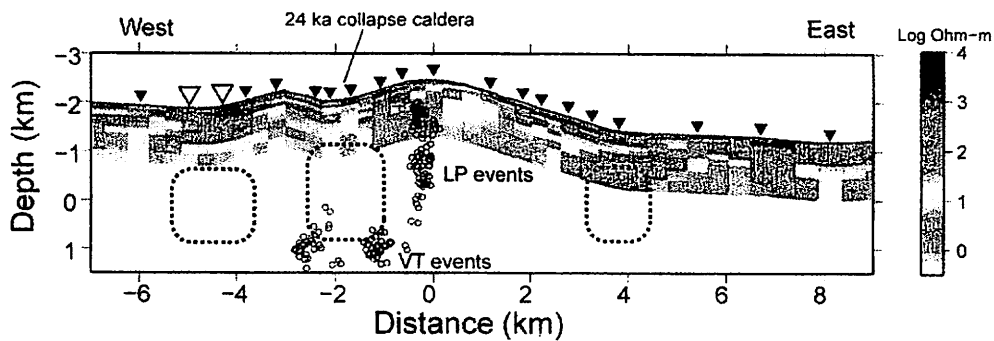 24 ka collapse caldera
West
East
Log Ohm-m
−3
−2
−1
0
1
Depth (km)
LP events
VT events
4
3
2
1
0
−6
−4
−2
0
2
4
6
8
Distance (km)